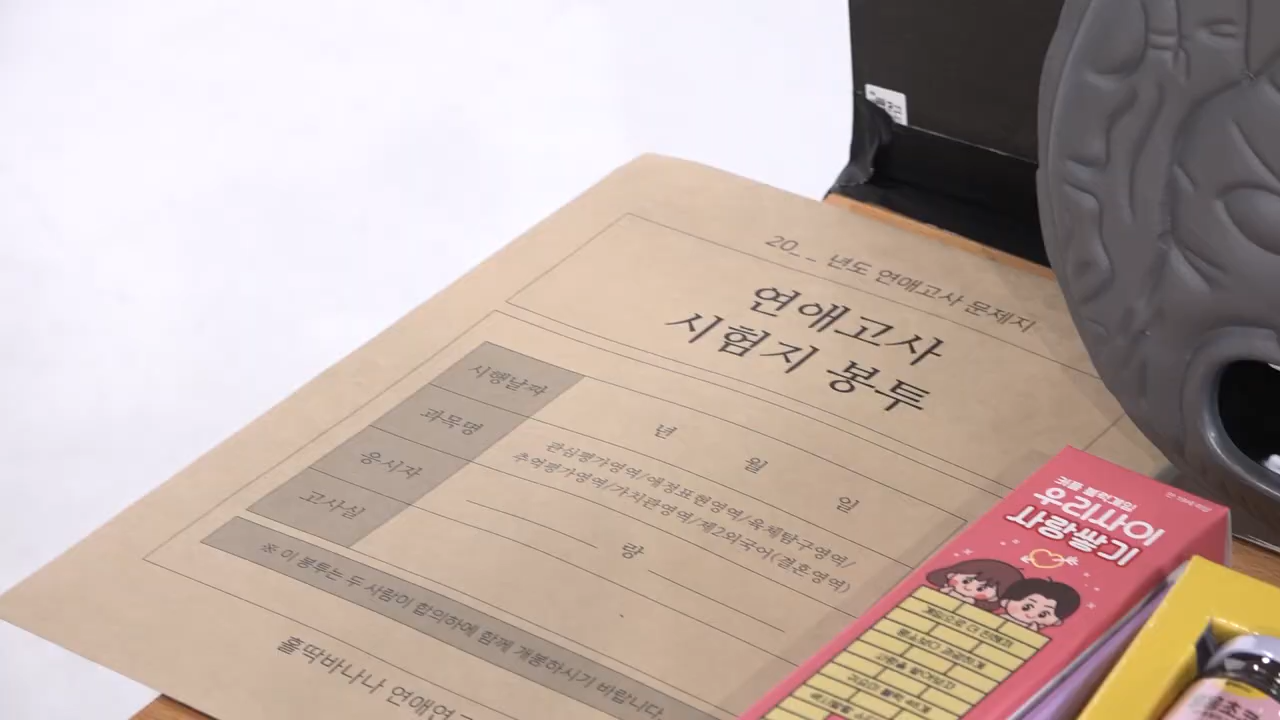 20_ _ 년도 연애고사 문제지
연애고사
시험지 봉투
시행날짜
년 월 일
과목명
관심평가영역/애정표현영역/육체탐구영역/
추억평가영역/가치관영역/제2외국어(결혼영역)
응시자
랑
고사실
※ 이 봉투는 두 사람이 합의하에 함께 개봉하시기 바랍니다
홀딱바나나 연애연
우리사이
사랑쌓기